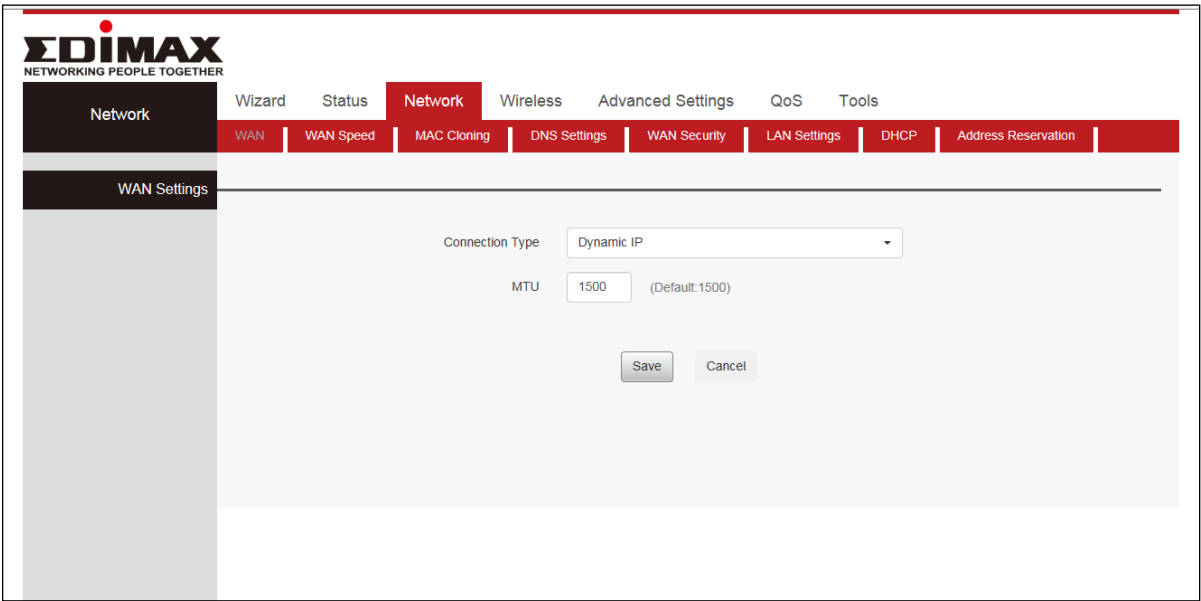 EDIMAX
NETWORKING PEOPLE TOGETHER
Network
Wizard Status Network Wireless Advanced Settings QoS Tools
WAN WAN Speed MAC Cloning DNS Settings WAN Security LAN Settings DHCP Address Reservation
WAN Settings
Connection Type Dynamic IP
MTU 1500 (Default:1500)
Save Cancel